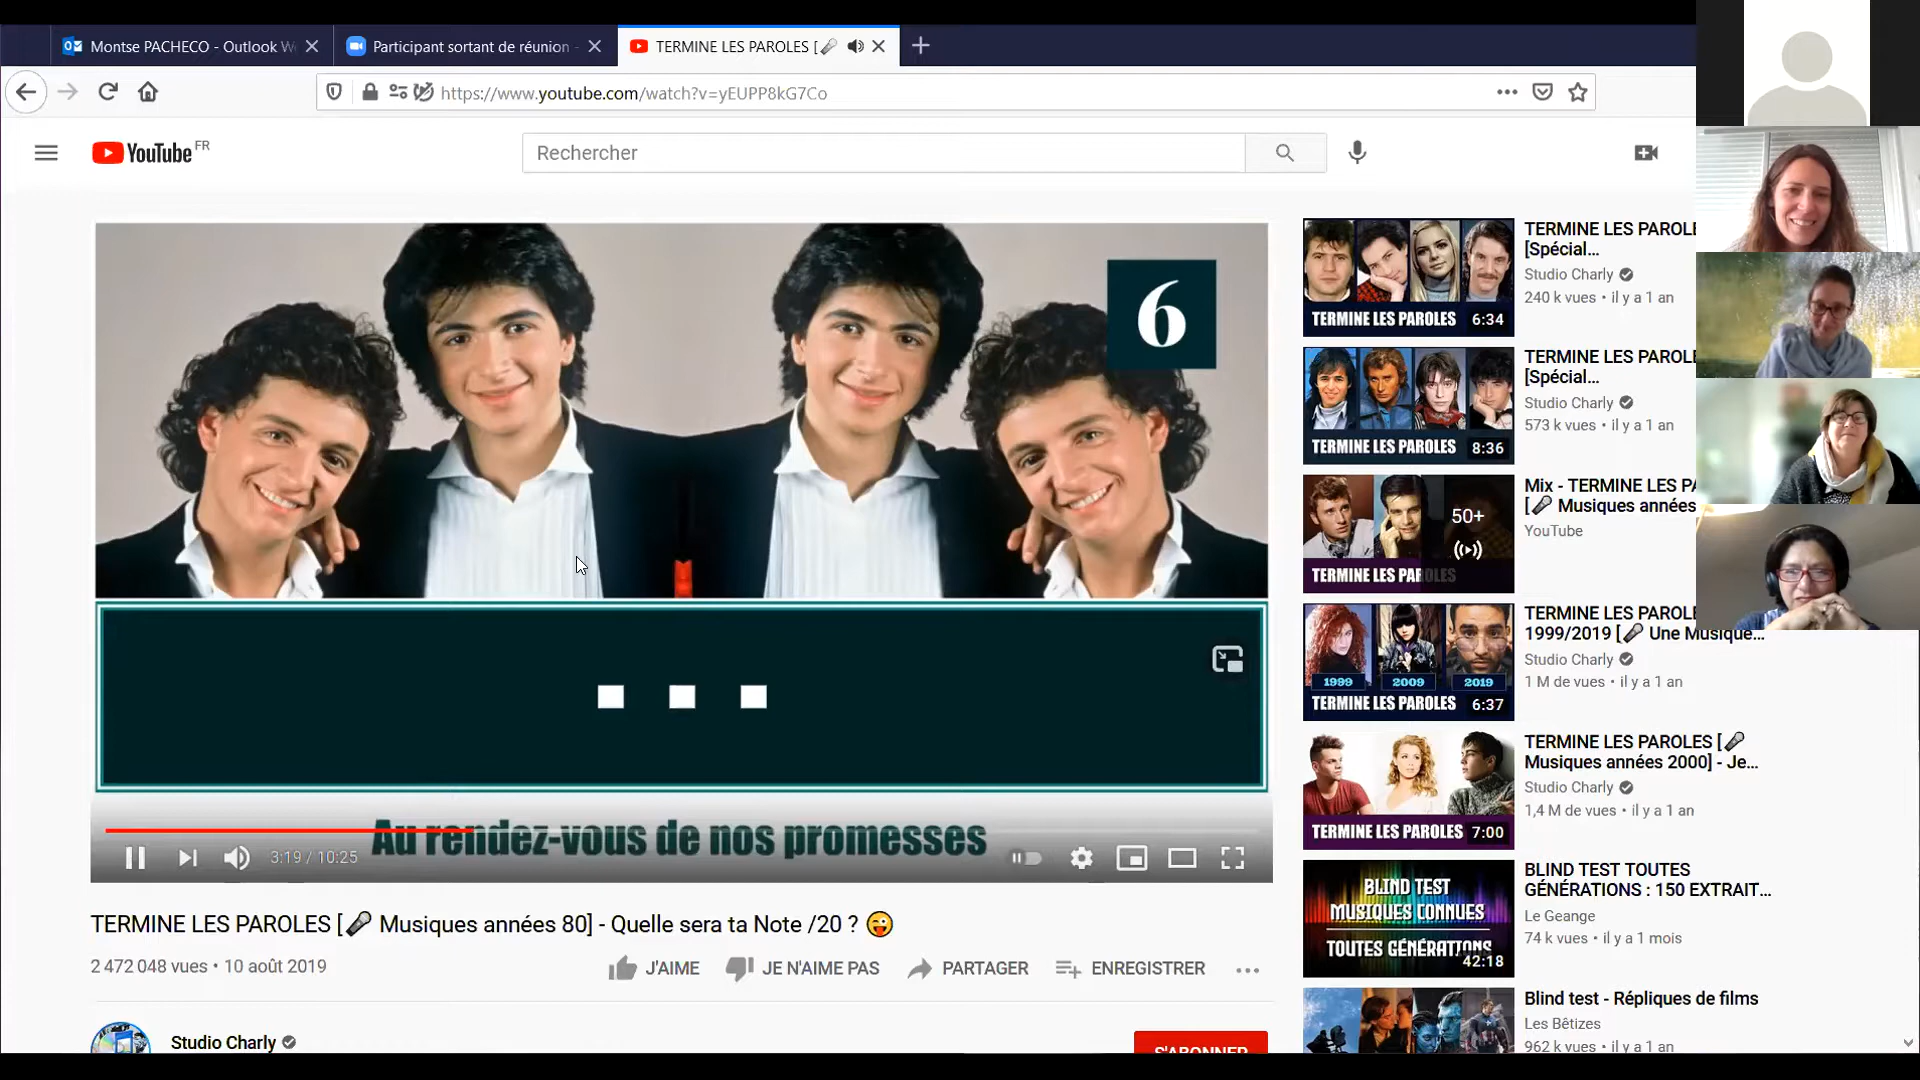 Montse PACHECO - Outlook W
Participant sortant de réunion -
TERMINE LES PAROLES [🎤
https://www.youtube.com/watch?v=yEUPP8kG7Co
YouTube FR
Rechercher
6
Au rendez-vous de nos promesses
3:19 / 10:25
TERMINE LES PAROLES [🎤 Musiques années 80] - Quelle sera ta Note /20 ? 😜
2 472 048 vues • 10 août 2019
J'AIME
JE N'AIME PAS
PARTAGER
ENREGISTRER
Studio Charly
S'ABONNER
TERMINE LES PAROLES
6:34
TERMINE LES PAROLE
[Spécial...
Studio Charly
240 k vues • il y a 1 an
TERMINE LES PAROLES
8:36
TERMINE LES PAROLE
[Spécial...
Studio Charly
573 k vues • il y a 1 an
50+
TERMINE LES PAROLES
Mix - TERMINE LES PA
[🎤 Musiques années
YouTube
1999
2009
2019
TERMINE LES PAROLES
6:37
TERMINE LES PAROLE
1999/2019 [🎤 Une Musique...
Studio Charly
1 M de vues • il y a 1 an
TERMINE LES PAROLES
7:00
TERMINE LES PAROLES [🎤
Musiques années 2000] - Je...
Studio Charly
1,4 M de vues • il y a 1 an
BLIND TEST
MUSIQUES CONNUES
TOUTES GÉNÉRATIONS
42:18
BLIND TEST TOUTES
GÉNÉRATIONS : 150 EXTRAIT...
Le Geange
74 k vues • il y a 1 mois
Blind test - Répliques de films
Les Bêtizes
962 k vues • il y a 1 an